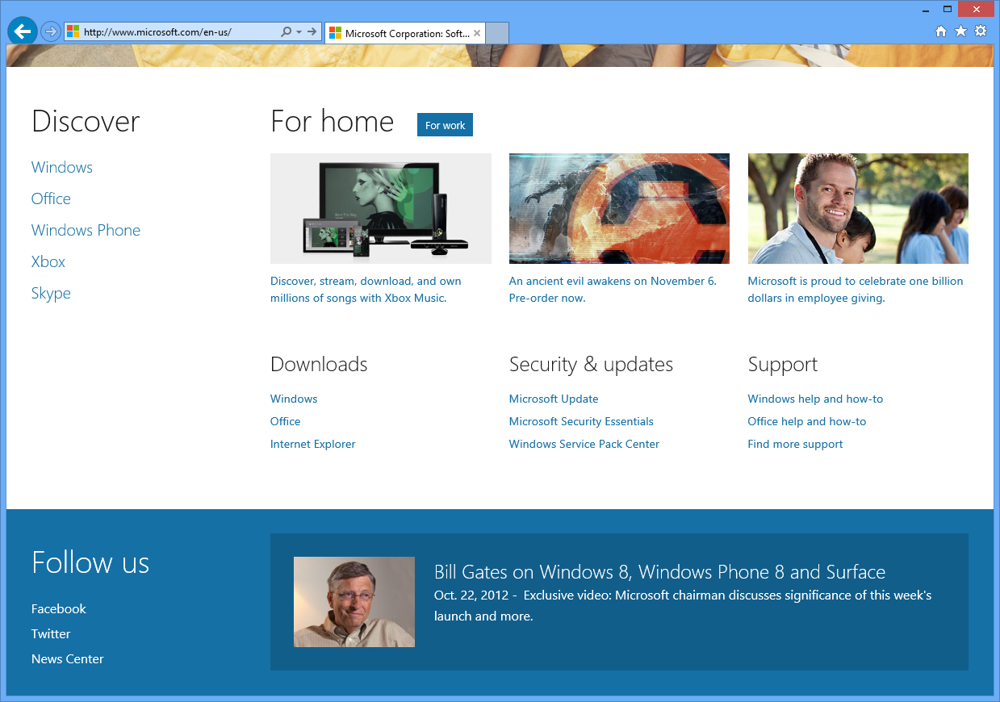 http://www.microsoft.com/en-us/
Microsoft Corporation: Soft...
Discover
Windows
Office
Windows Phone
Xbox
Skype
For home
For work
Discover, stream, download, and own
millions of songs with Xbox Music.
An ancient evil awakens on November 6.
Pre-order now.
Microsoft is proud to celebrate one billion
dollars in employee giving.
Downloads
Windows
Office
Internet Explorer
Security & updates
Microsoft Update
Microsoft Security Essentials
Windows Service Pack Center
Support
Windows help and how-to
Office help and how-to
Find more support
Follow us
Facebook
Twitter
News Center
Bill Gates on Windows 8, Windows Phone 8 and Surface
Oct. 22, 2012 - Exclusive video: Microsoft chairman discusses significance of this week's
launch and more.